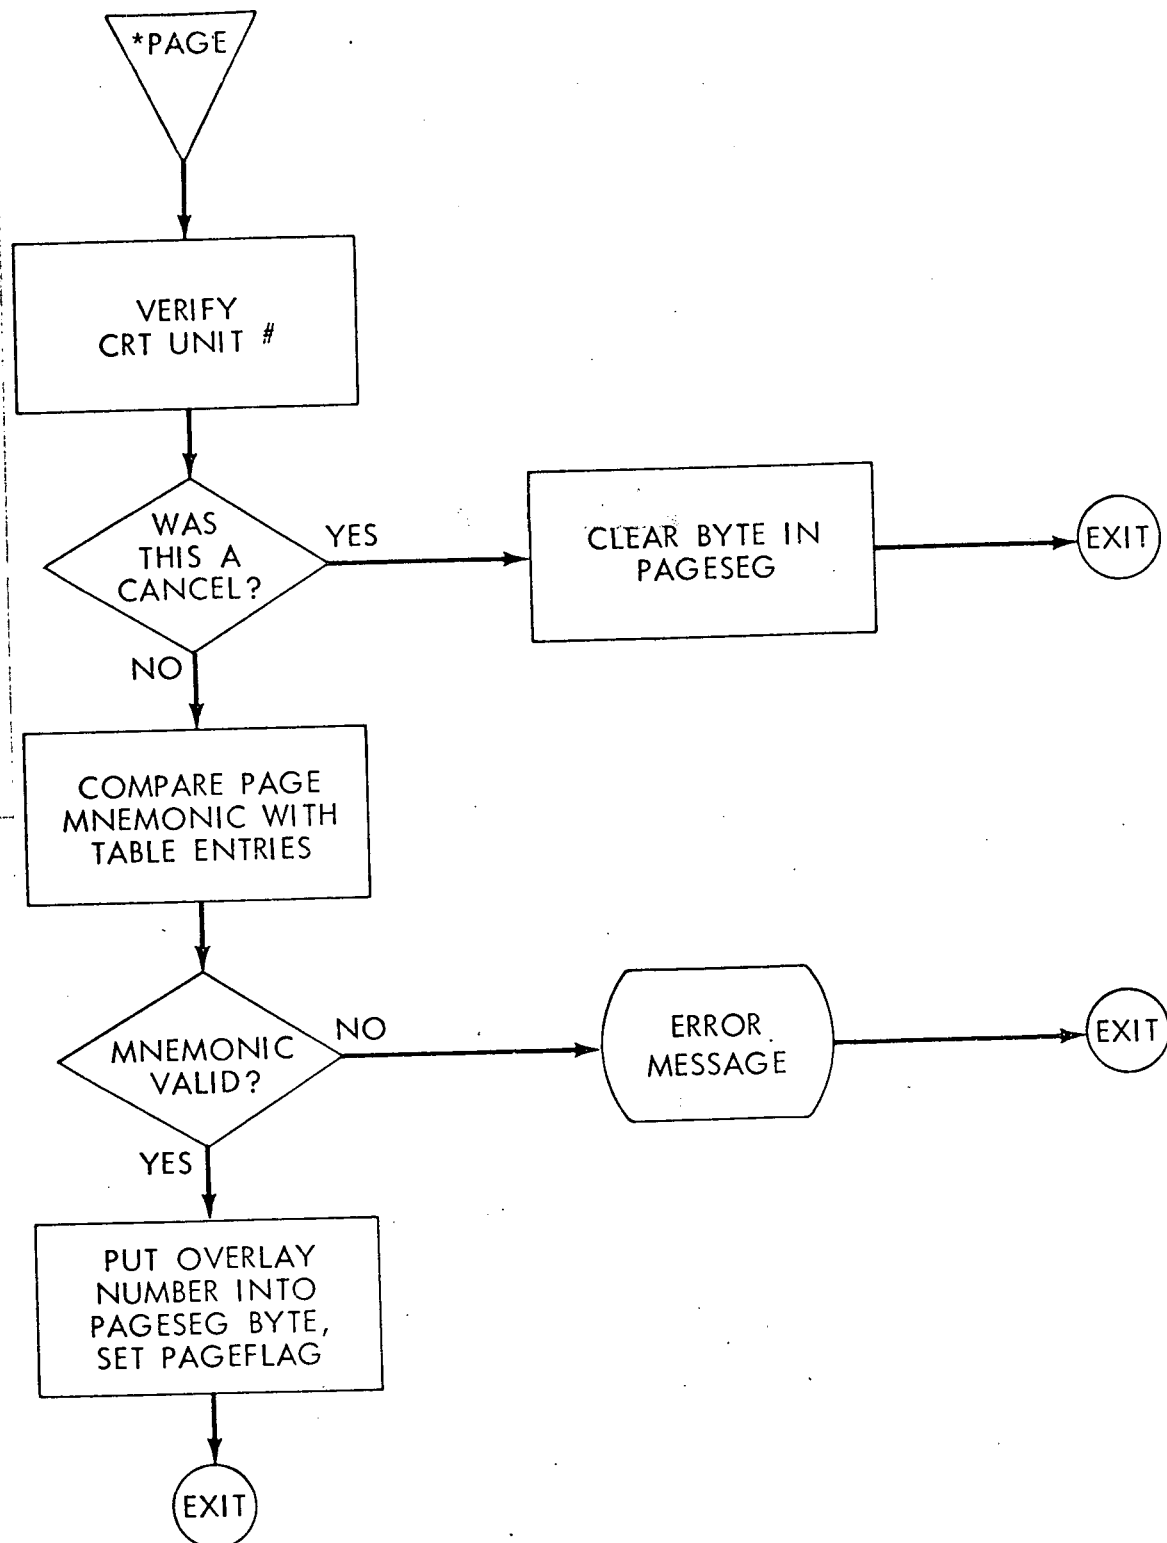 *PAGE
VERIFY
CRT UNIT #
WAS
THIS A
CANCEL?
YES
CLEAR BYTE IN
PAGESEG
EXIT
NO
COMPARE PAGE
MNEMONIC WITH
TABLE ENTRIES
MNEMONIC
VALID?
NO
ERROR
MESSAGE
EXIT
YES
PUT OVERLAY
NUMBER INTO
PAGESEG BYTE,
SET PAGEFLAG
EXIT